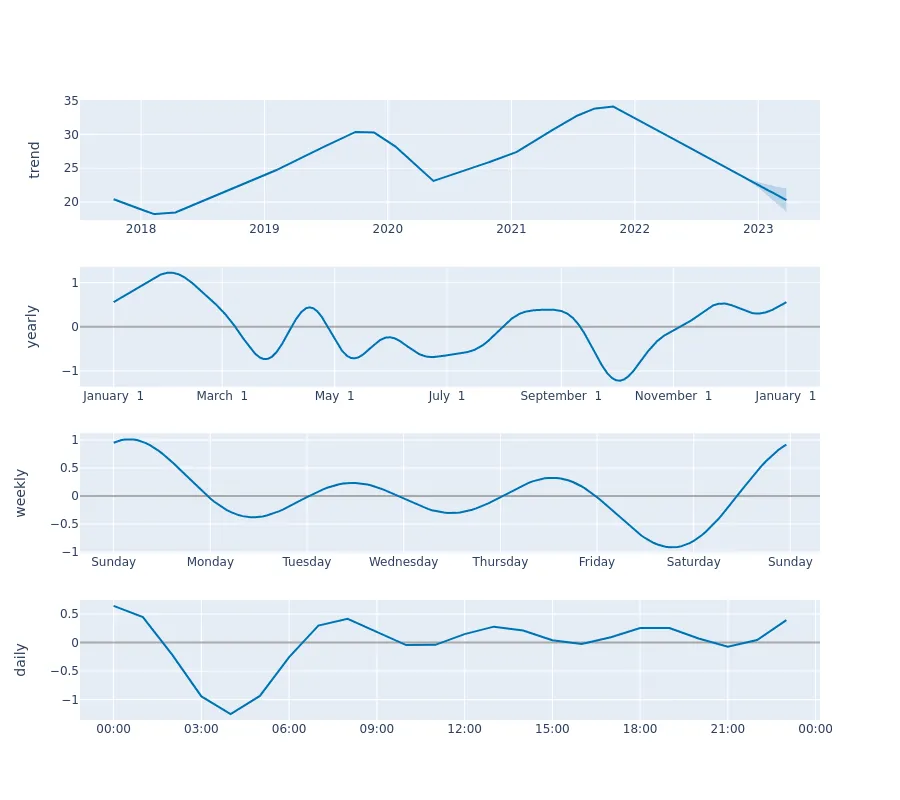 trend
35
30
25
20
2018 2019 2020 2021 2022 2023
yearly
1
0
−1
January 1 March 1 May 1 July 1 September 1 November 1 January 1
weekly
1
0.5
0
−0.5
−1
Sunday Monday Tuesday Wednesday Thursday Friday Saturday Sunday
daily
0.5
0
−0.5
−1
00:00 03:00 06:00 09:00 12:00 15:00 18:00 21:00 00:00